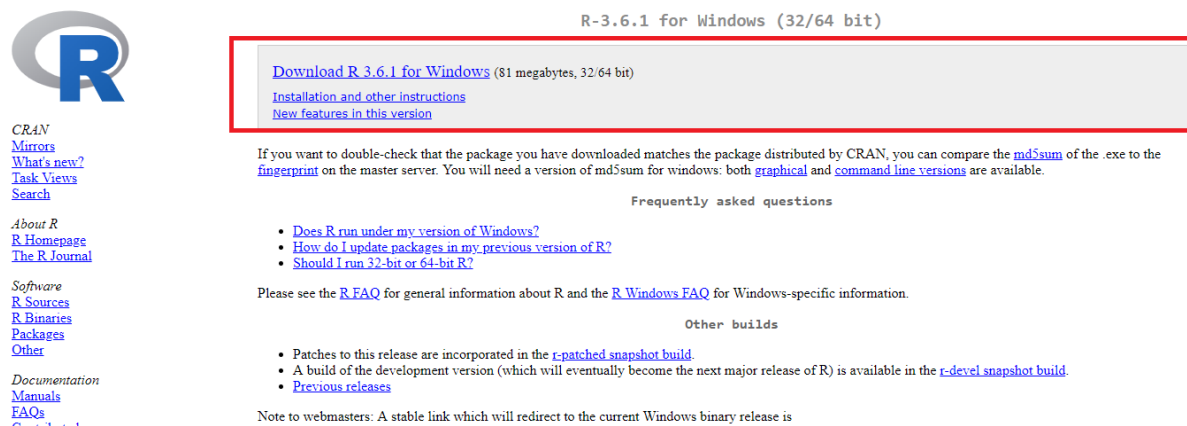 R
CRAN
Mirrors
What's new?
Task Views
Search
About R
R Homepage
The R Journal
Software
R Sources
R Binaries
Packages
Other
Documentation
Manuals
FAQs
R-3.6.1 for Windows (32/64 bit)
Download R 3.6.1 for Windows (81 megabytes, 32/64 bit)
Installation and other instructions
New features in this version
If you want to double-check that the package you have downloaded matches the package distributed by CRAN, you can compare the md5sum of the .exe to the
fingerprint on the master server. You will need a version of md5sum for windows: both graphical and command line versions are available.
Frequently asked questions
• Does R run under my version of Windows?
• How do I update packages in my previous version of R?
• Should I run 32-bit or 64-bit R?
Please see the R FAQ for general information about R and the R Windows FAQ for Windows-specific information.
Other builds
• Patches to this release are incorporated in the r-patched snapshot build.
• A build of the development version (which will eventually become the next major release of R) is available in the r-devel snapshot build.
• Previous releases
Note to webmasters: A stable link which will redirect to the current Windows binary release is